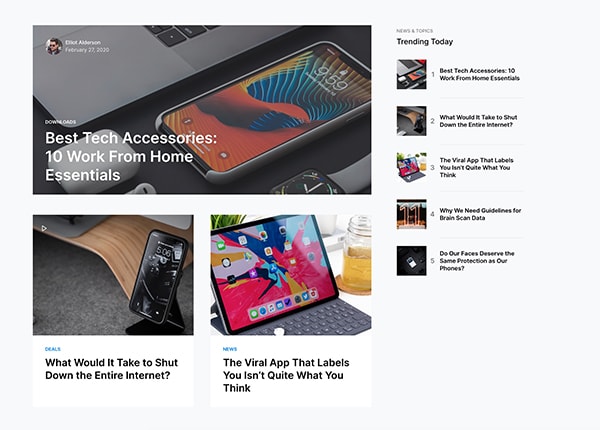 Elliot Alderson
February 27, 2020
DOWNLOADS
Best Tech Accessories:
10 Work From Home
Essentials
DEALS
What Would It Take to Shut
Down the Entire Internet?
NEWS
The Viral App That Labels
You Isn't Quite What You
Think
NEWS & TOPICS
Trending Today
1
Best Tech Accessories: 10
Work From Home Essentials
2
What Would It Take to Shut
Down the Entire Internet?
3
The Viral App That Labels
You Isn't Quite What You
Think
4
Why We Need Guidelines for
Brain Scan Data
5
Do Our Faces Deserve the
Same Protection as Our
Phones?